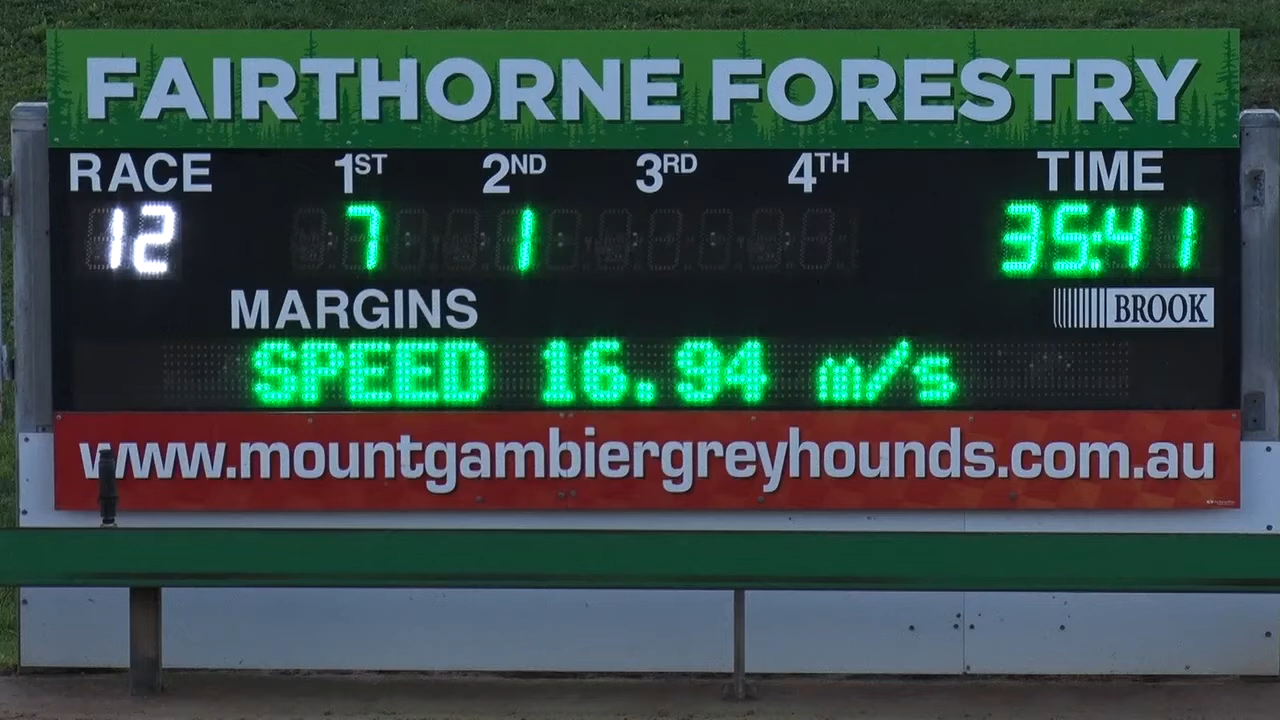 FAIRTHORNE FORESTRY
RACE 1ST 2ND 3RD 4TH TIME
12 7 1 35:41
MARGINS BROOK
SPEED 16.94 m/s
www.mountgambiergreyhounds.com.au